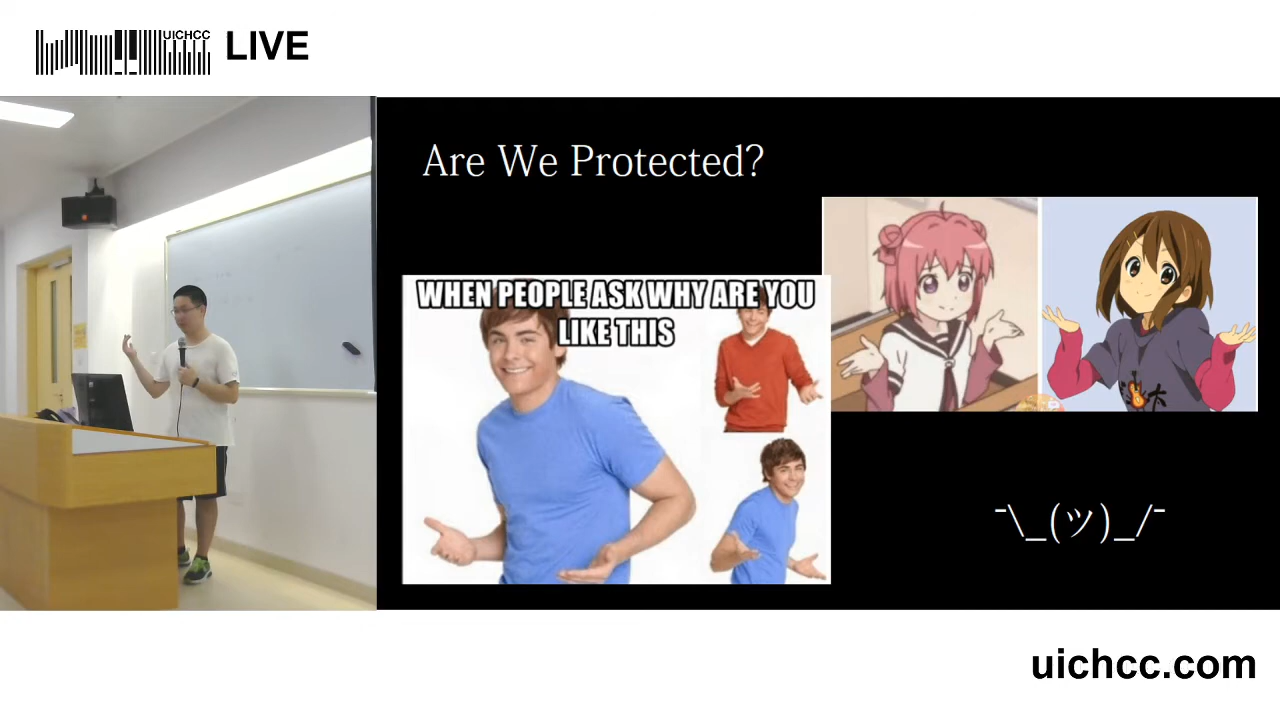 UICHCC
LIVE
Are We Protected?
WHEN PEOPLE ASK WHY ARE YOU
LIKE THIS
¯\_(ツ)_/¯
uichcc.com